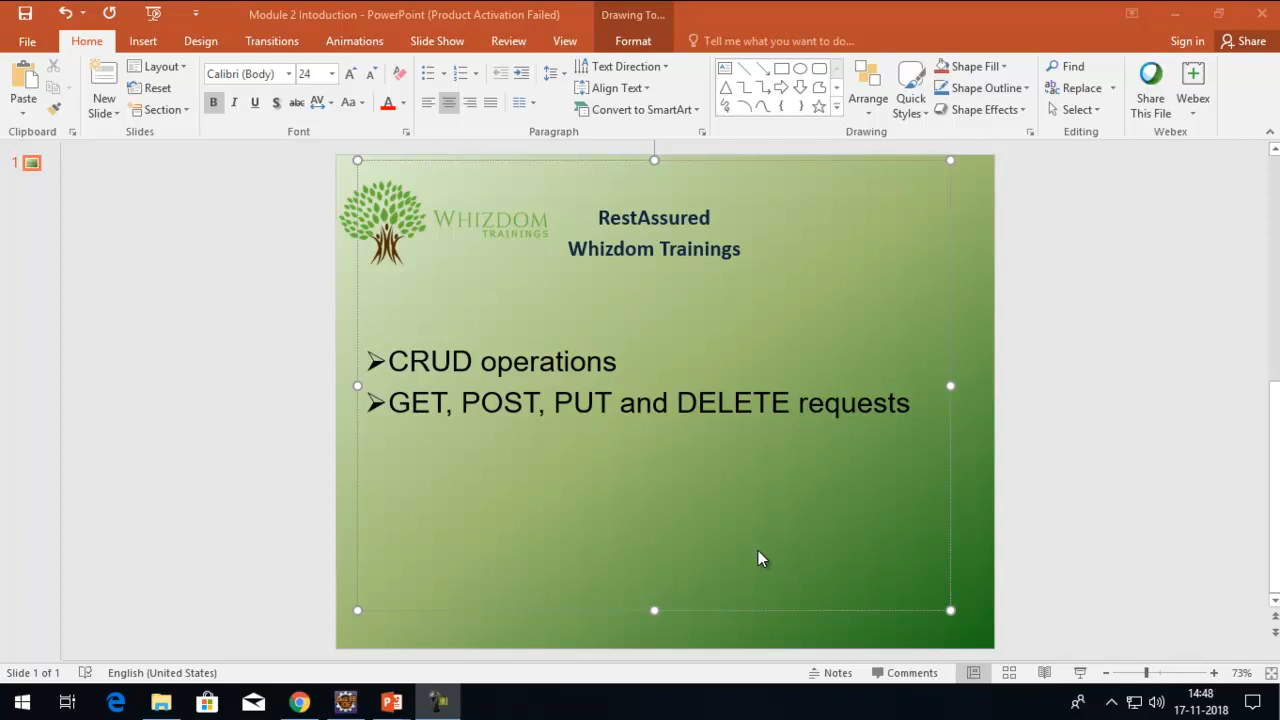 Module 2 Intoduction - PowerPoint (Product Activation Failed)
Drawing To...
File
Home
Insert
Design
Transitions
Animations
Slide Show
Review
View
Format
Tell me what you want to do...
Sign in
Share
Paste
New
Slide
Layout
Reset
Section
Calibri (Body)
24
B I U S abc AV Aa A
Text Direction
Align Text
Convert to SmartArt
Arrange
Quick
Styles
Shape Fill
Shape Outline
Shape Effects
Find
Replace
Select
Share
This File
Webex
Clipboard
Slides
Font
Paragraph
Drawing
Editing
Webex
1
WHIZDOM
TRAININGS
RestAssured
Whizdom Trainings
➢CRUD operations
➢GET, POST, PUT and DELETE requests
Slide 1 of 1
English (United States)
Notes
Comments
73%
14:48
17-11-2018